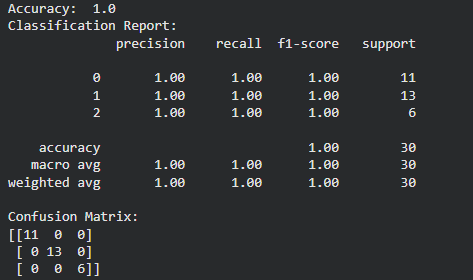 Accuracy:  1.0
Classification Report:
              precision    recall  f1-score   support

           0       1.00      1.00      1.00        11
           1       1.00      1.00      1.00        13
           2       1.00      1.00      1.00         6

    accuracy                           1.00        30
   macro avg       1.00      1.00      1.00        30
weighted avg       1.00      1.00      1.00        30

Confusion Matrix:
[[11  0  0]
 [ 0 13  0]
 [ 0  0  6]]